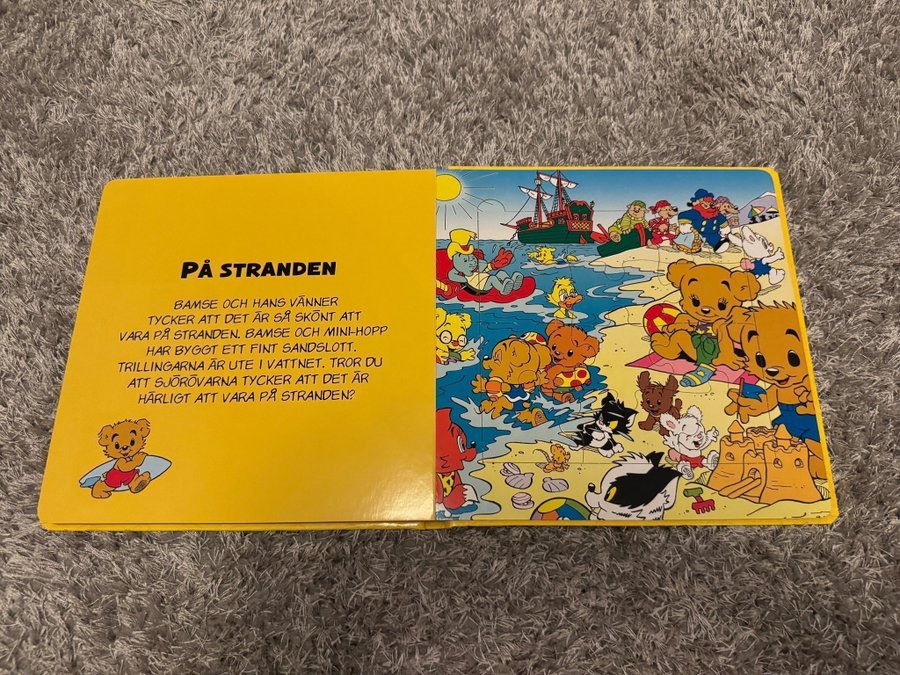 PÅ STRANDEN
BAMSE OCH HANS VÄNNER
TYCKER ATT DET ÄR SÅ SKÖNT ATT
VARA PÅ STRANDEN. BAMSE OCH MINI-HOPP
HAR BYGGT ETT FINT SANDSLOTT.
TRILLINGARNA ÄR UTE I VATTNET. TROR DU
ATT SJÖRÖVARNA TYCKER ATT DET ÄR
HÄRLIGT ATT VARA PÅ STRANDEN?